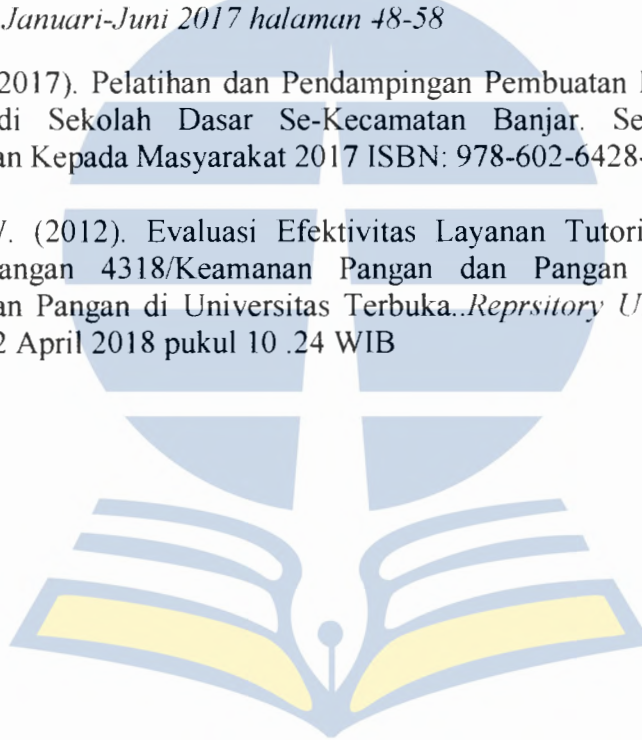 Januari-Juni 2017 halaman 48-58
2017). Pelatihan dan Pendampingan Pembuatan
di Sekolah Dasar Se-Kecamatan Banjar. Se
an Kepada Masyarakat 2017 ISBN: 978-602-6428-
(2012). Evaluasi Efektivitas Layanan Tutori
angan 4318/Keamanan Pangan dan Pangan
an Pangan di Universitas Terbuka..Reprsitory U
2 April 2018 pukul 10 .24 WIB